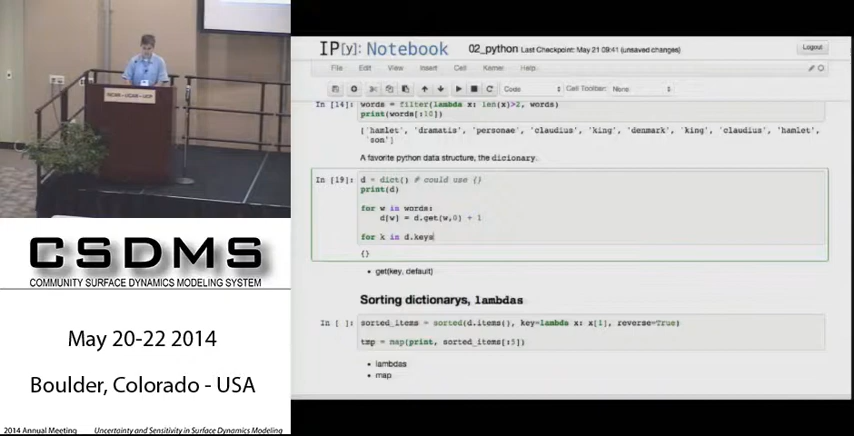 CSDMS
COMMUNITY SURFACE DYNAMICS MODELING SYSTEM
May 20-22 2014
Boulder, Colorado - USA
2014 Annual Meeting Uncertainty and Sensitivity in Surface Dynamics Modeling
IP[y]: Notebook 02_python Last Checkpoint: May 21 09:41 (unsaved changes)
Logout
File Edit View Insert Cell Kernel Help
Code Cell Toolbar: None
In [14]: words = filter(lambda x: len(x)>2, words)
print(words[:10])
['hamlet', 'dramatis', 'personae', 'claudius', 'king', 'denmark', 'king', 'claudius', 'hamlet',
'son']
A favorite python data structure, the dictionary.
In [19]: d = dict() # could use {}
print(d)
for w in words:
d[w] = d.get(w,0) + 1
for k in d.keys
{}
get(key, default)
Sorting dictionarys, lambdas
In [ ]: sorted_items = sorted(d.items(), key=lambda x: x[1], reverse=True)
tmp = map(print, sorted_items[:5])
lambdas
map